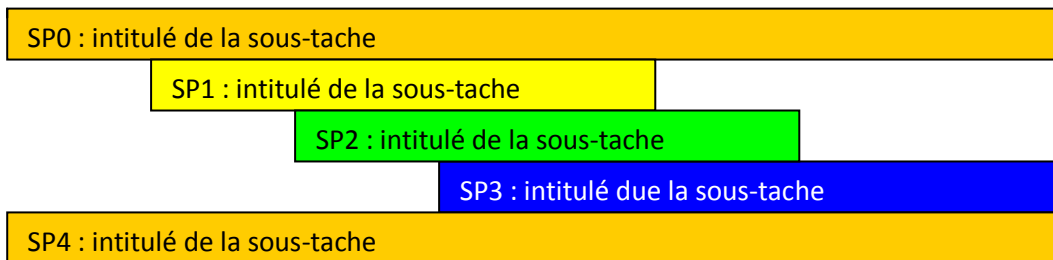 SP0 : intitulé de la sous-tache
SP1 : intitulé de la sous-tache
SP2 : intitulé de la sous-tache
SP3 : intitulé due la sous-tache
SP4 : intitulé de la sous-tache